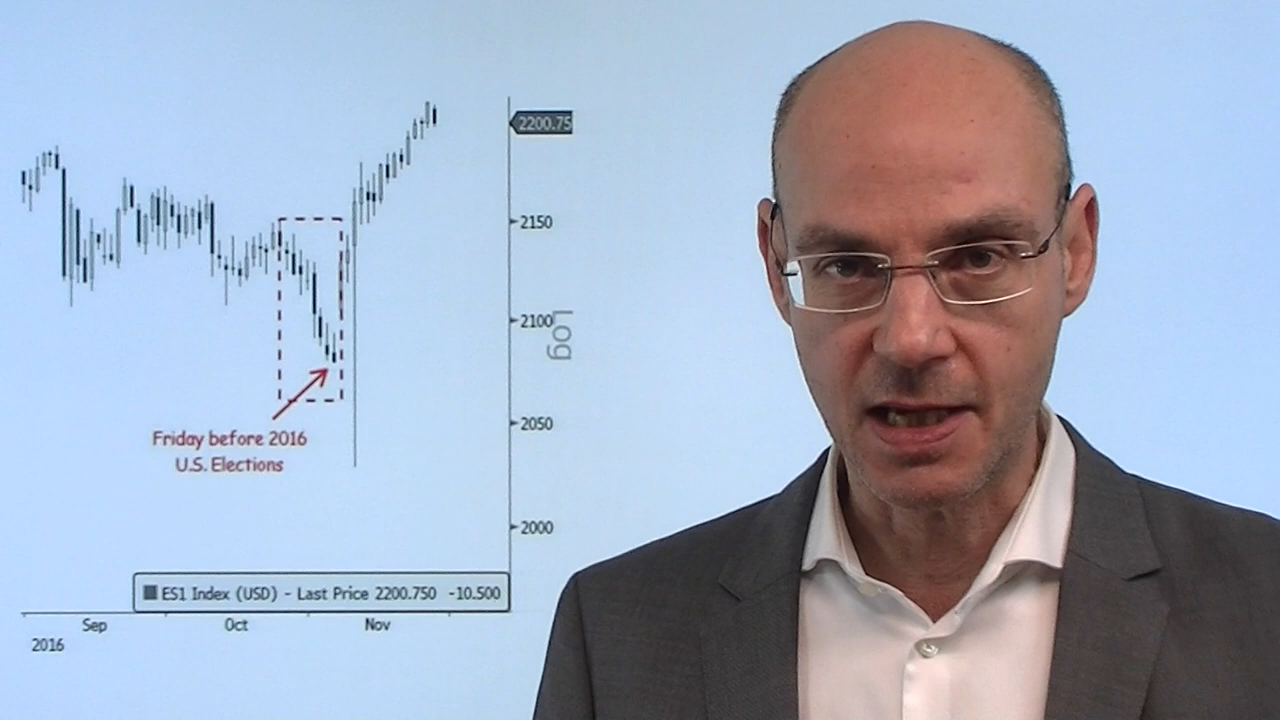 2200.75
2150
2100
Log
2050
2000
Friday before 2016
U.S. Elections
ES1 Index (USD) - Last Price 2200.750 -10.500
Sep Oct Nov
2016